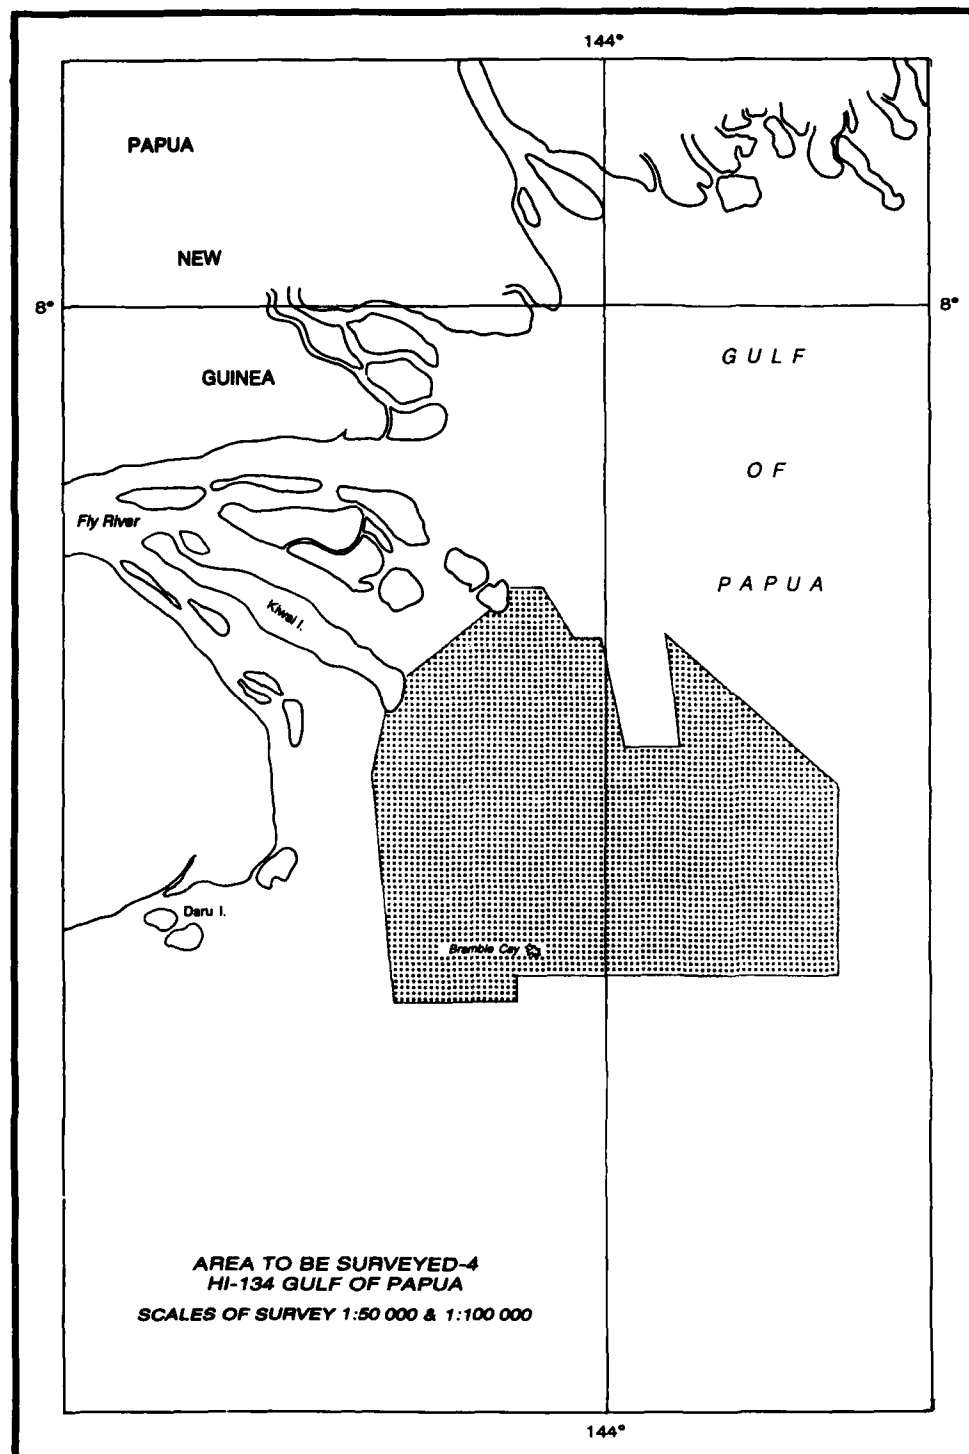 144°
PAPUA
NEW
8°
8°
GULF
GUINEA
OF
Fly River
PAPUA
Kiwai I.
Daru I.
Bramble Cay
AREA TO BE SURVEYED-4
HI-134 GULF OF PAPUA
SCALES OF SURVEY 1:50 000 & 1:100 000
144°